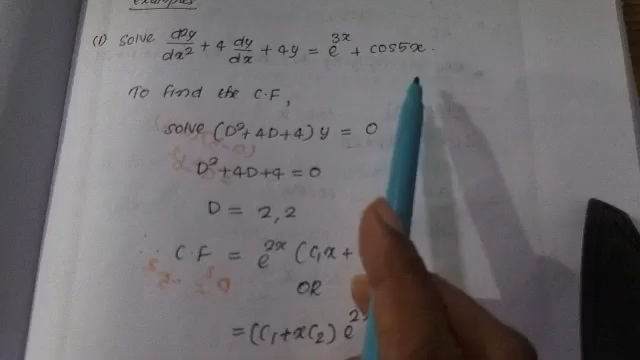 examples
(1) solve d²y/dx² + 4 dy/dx + 4y = e^3x + cos5x.
To find the C.F,
solve (D²+4D+4) y = 0
D²+4D+4 = 0
D = 2,2
∴ C.F = e^2x (C₁x +
OR
= (C₁+xC₂) e^2